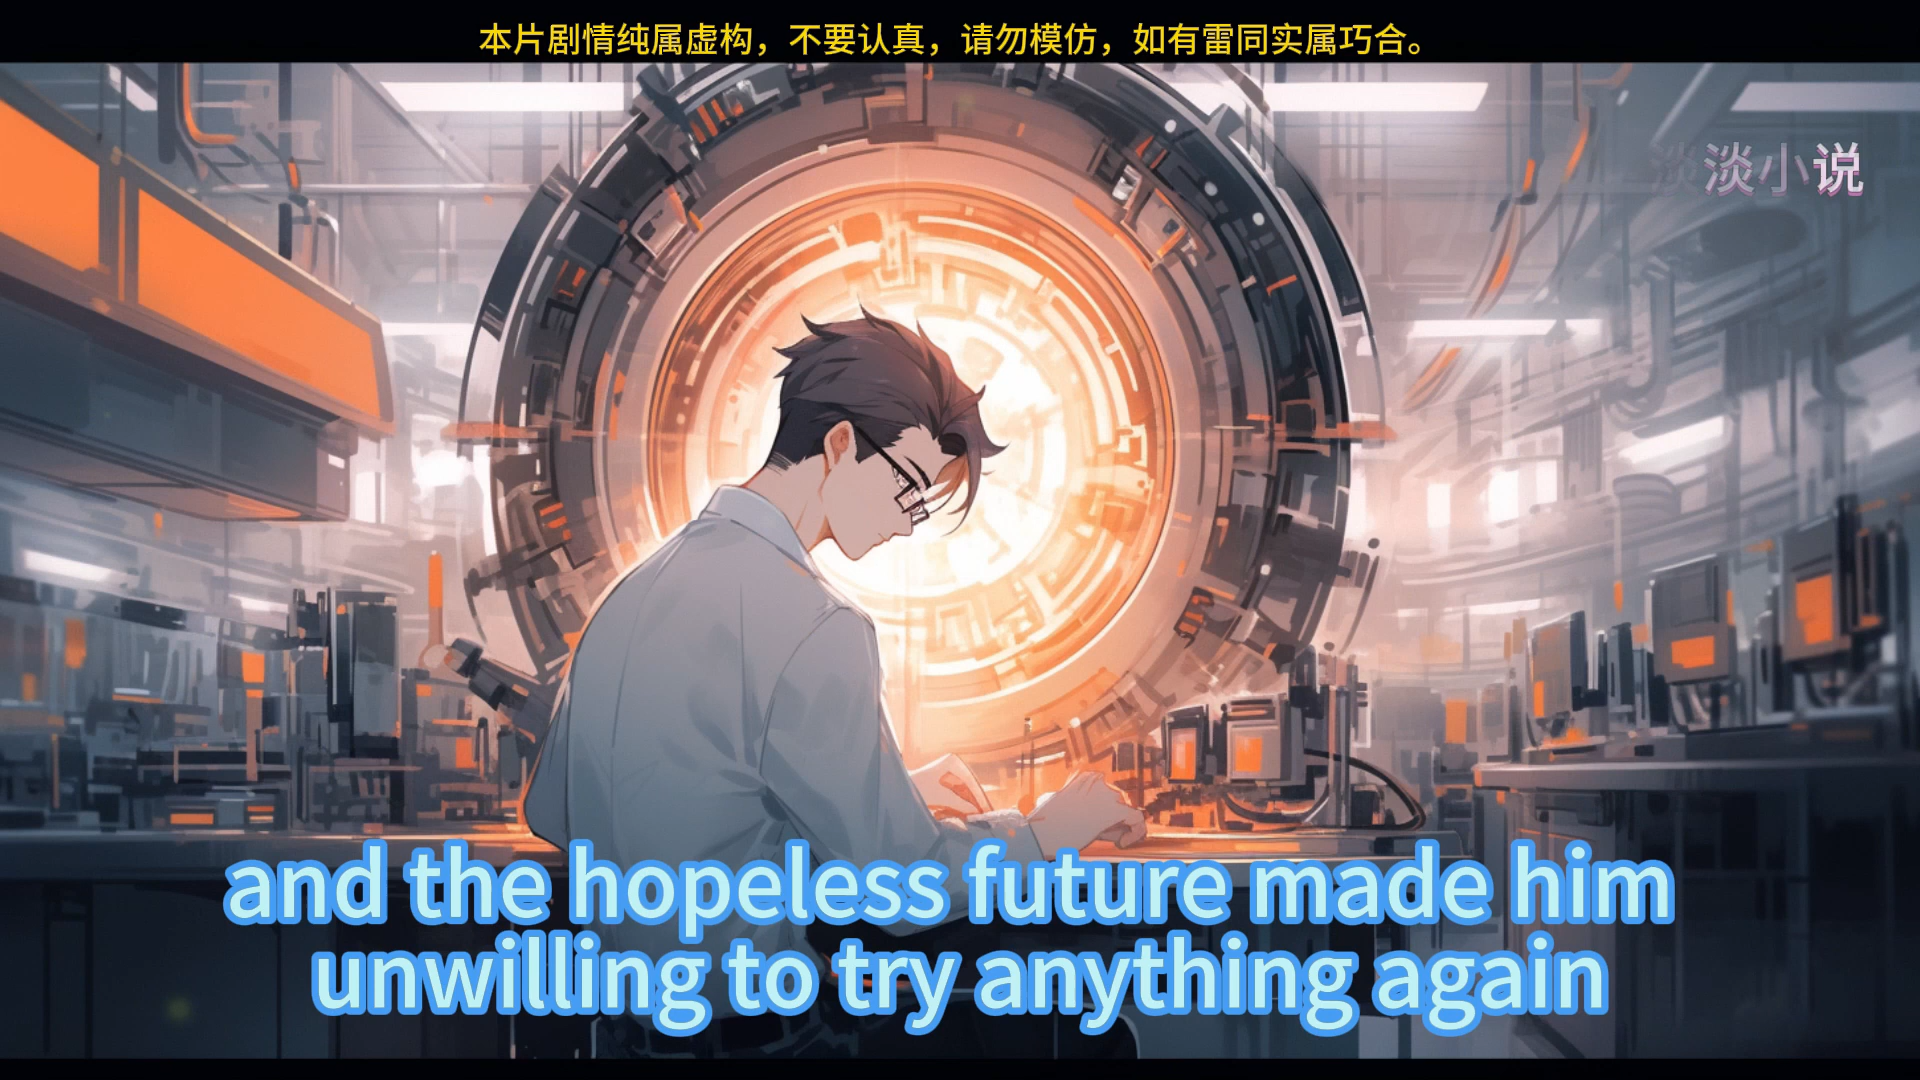 本片剧情纯属虚构，不要认真，请勿模仿，如有雷同实属巧合。
淡淡小说
and the hopeless future made him
unwilling to try anything again